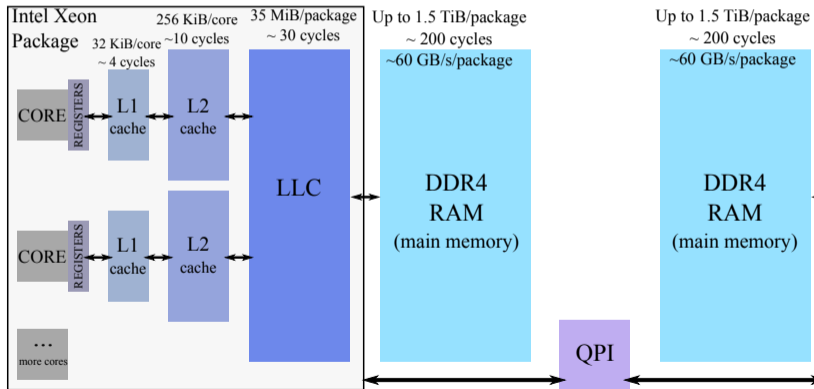 Intel Xeon
Package
32 KiB/core
~ 4 cycles
256 KiB/core
~10 cycles
35 MiB/package
~ 30 cycles
Up to 1.5 TiB/package
~ 200 cycles
~60 GB/s/package
Up to 1.5 TiB/package
~ 200 cycles
~60 GB/s/package
CORE
REGISTERS
L1
cache
L2
cache
LLC
DDR4
RAM
(main memory)
DDR4
RAM
(main memory)
CORE
REGISTERS
L1
cache
L2
cache
...
more cores
QPI